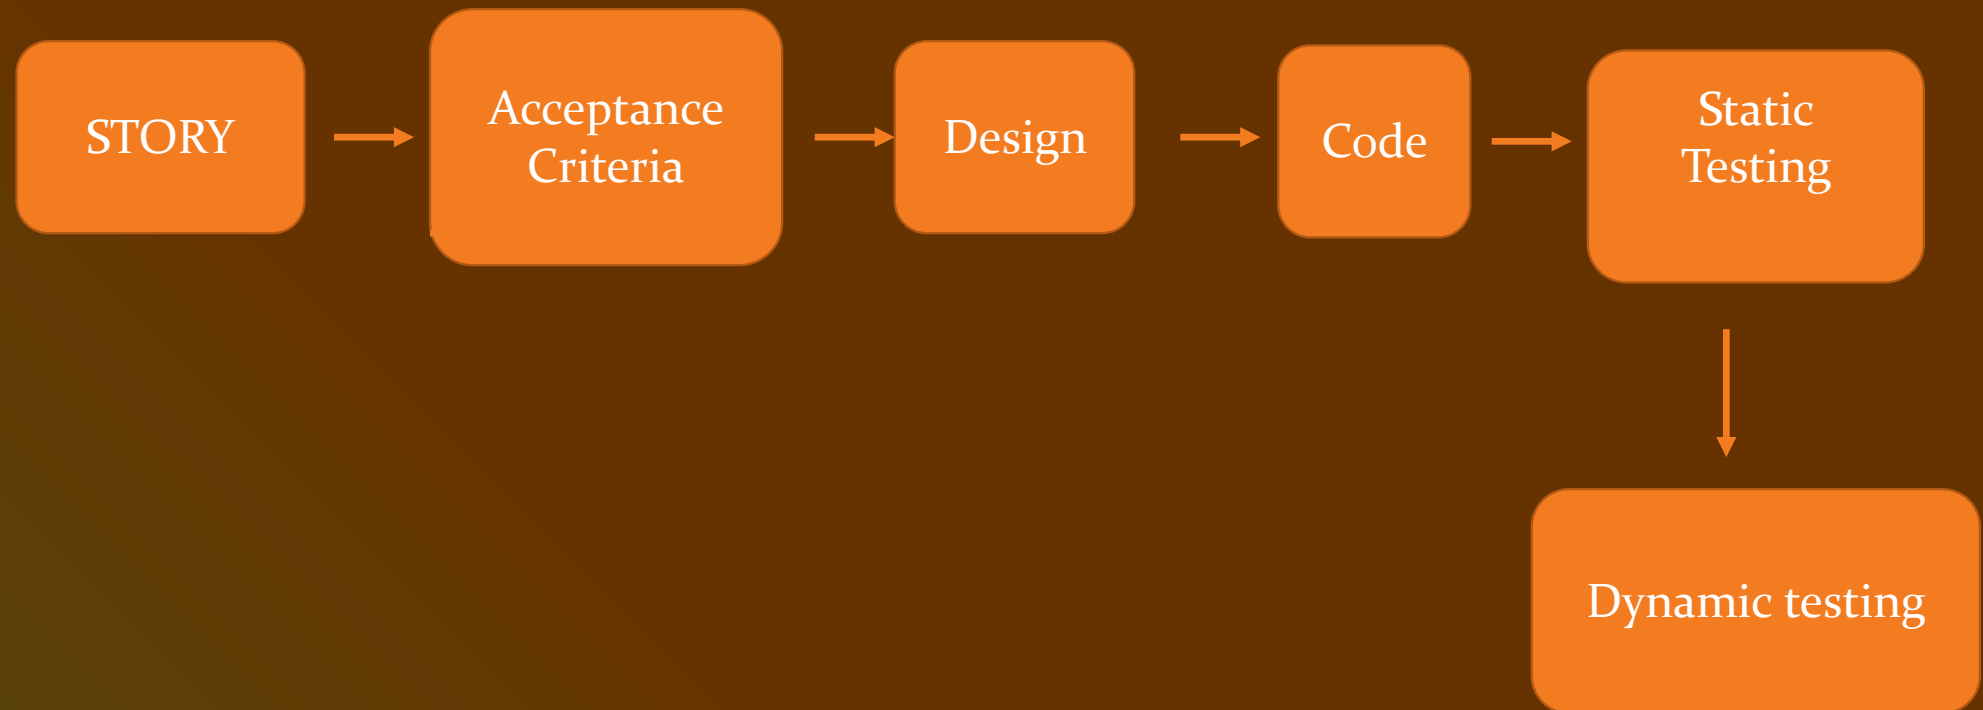 STORY
Acceptance
Criteria
Design
Code
Static
Testing
Dynamic testing